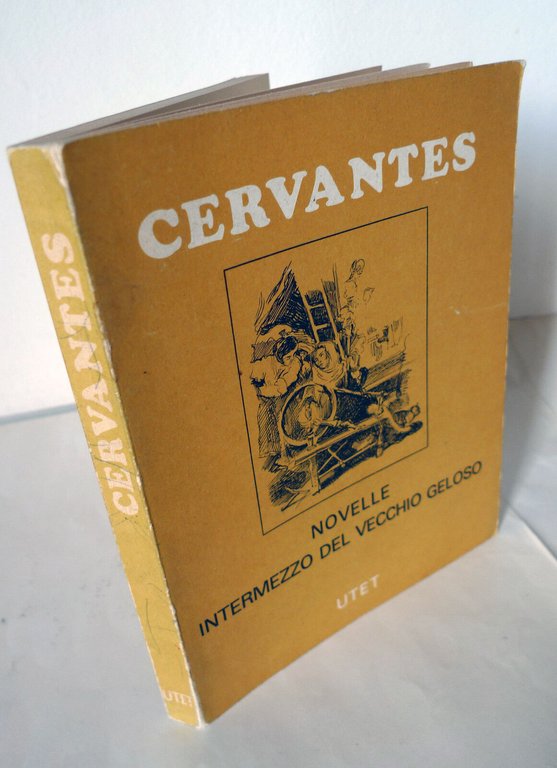 CERVANTES
NOVELLE
INTERMEZZO DEL VECCHIO GELOSO
UTET
CERVANTES
UTET